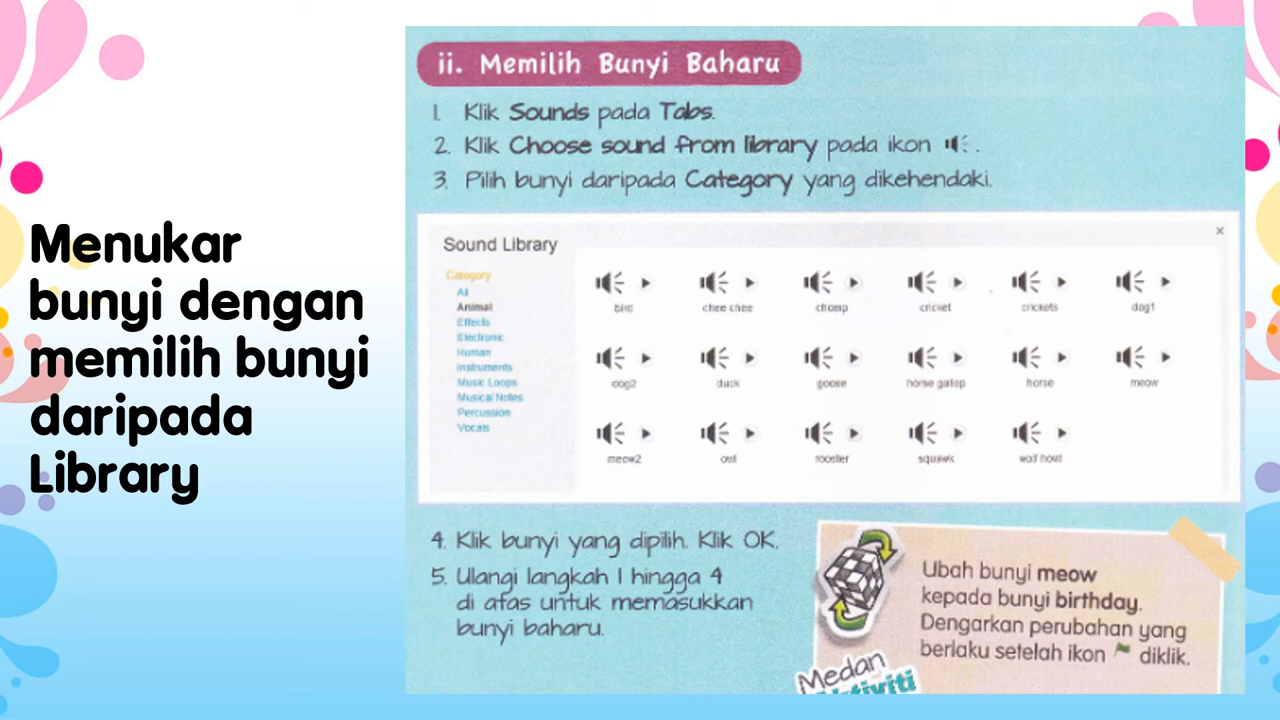 Menukar
bunyi dengan
memilih bunyi
daripada
Library
ii. Memilih Bunyi Baharu
1. Klik Sounds pada Tabs.
2. Klik Choose sound from library pada ikon .
3. Pilih bunyi daripada Category yang dikehendaki.
Sound Library
×
Category
All
Animal
Effects
Electronic
Human
Instruments
Music Loops
Musical Notes
Percussion
Vocals
bird chee chee chomp cricket crickets dog1
dog2 duck goose horse gallop horse meow
meow2 owl rooster squawk wolf howl
4. Klik bunyi yang dipilih. Klik OK.
5. Ulangi langkah 1 hingga 4
di atas untuk memasukkan
bunyi baharu.
Ubah bunyi meow
kepada bunyi birthday.
Dengarkan perubahan yang
berlaku setelah ikon diklik.
Medan
Aktiviti